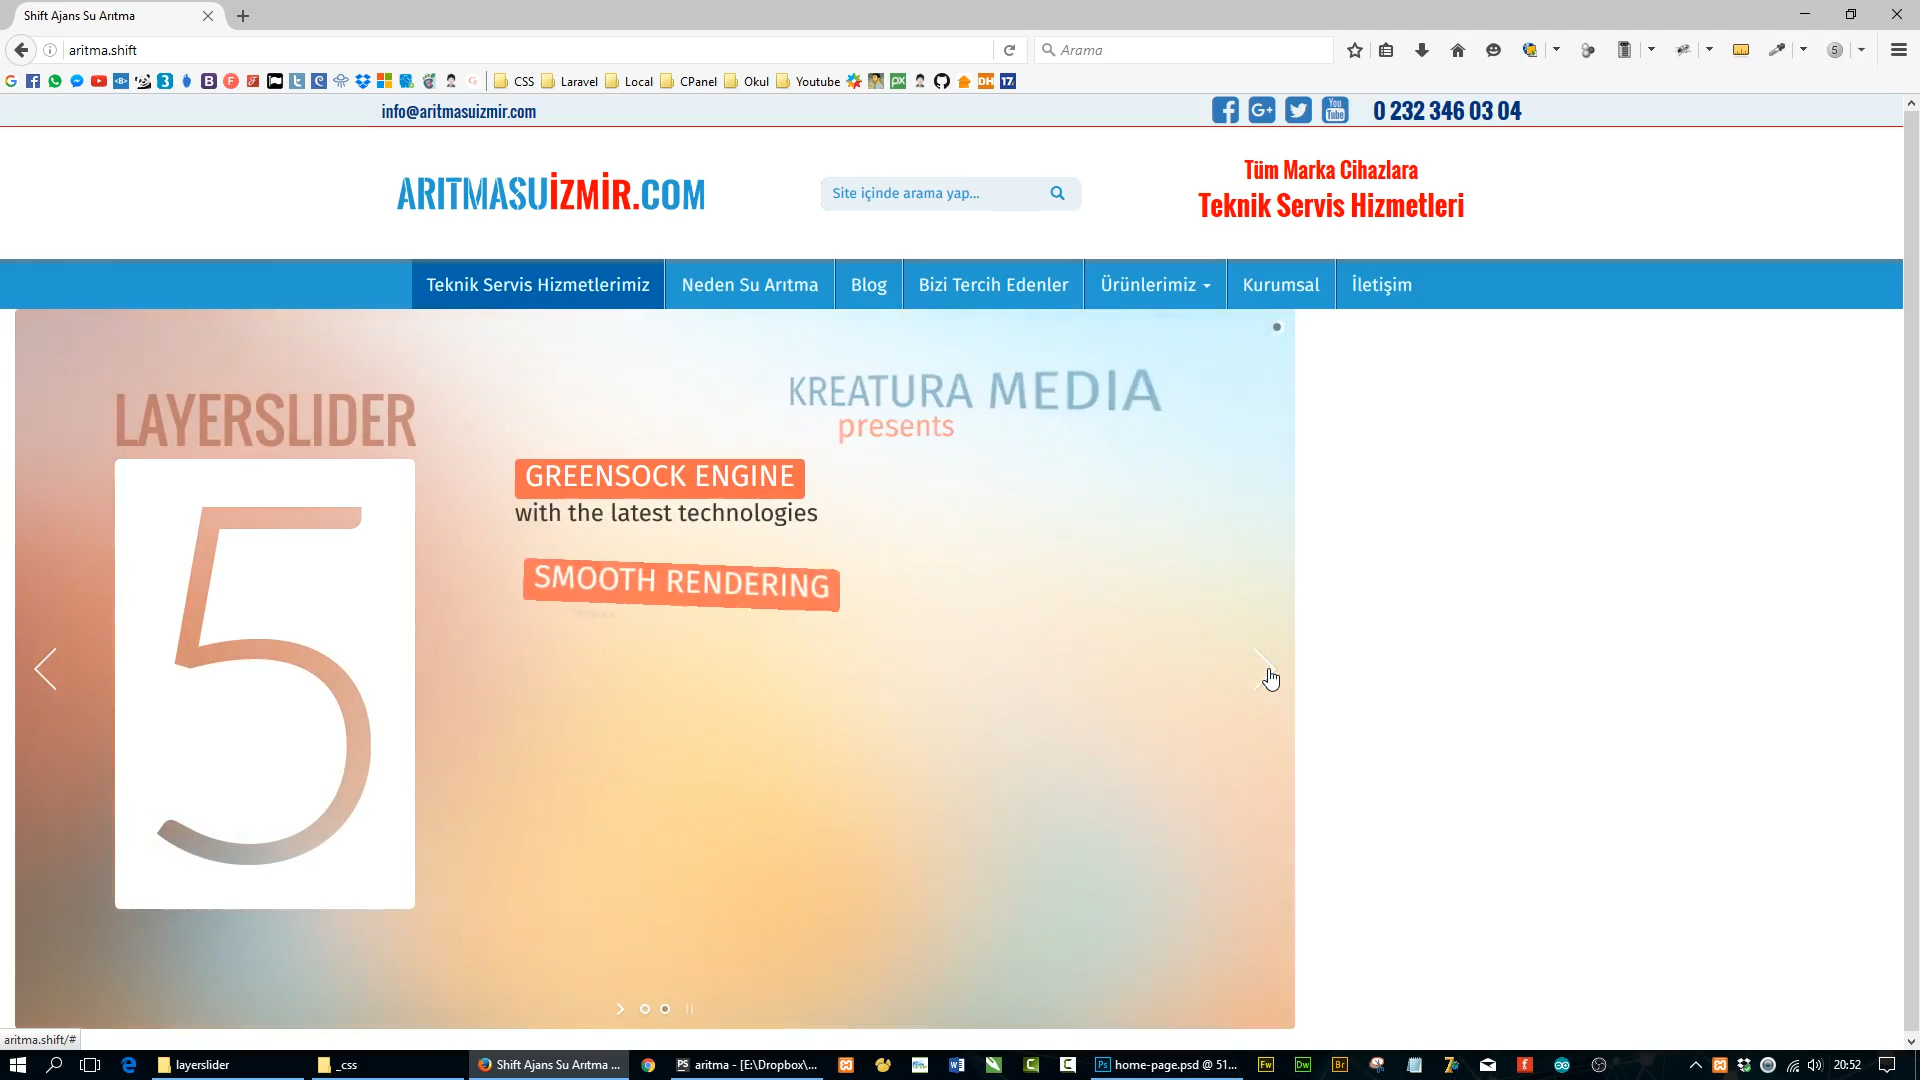 Shift Ajans Su Arıtma
aritma.shift
Arama
CSS Laravel Local CPanel Okul Youtube
info@aritmasuizmir.com
0 232 346 03 04
ARITMASUİZMİR.COM
Site içinde arama yap...
Tüm Marka Cihazlara
Teknik Servis Hizmetleri
Teknik Servis Hizmetlerimiz Neden Su Arıtma Blog Bizi Tercih Edenler Ürünlerimiz Kurumsal İletişim
KREATURA MEDIA
presents
LAYERSLIDER
5
GREENSOCK ENGINE
with the latest technologies
SMOOTH RENDERING
aritma.shift/#
layerslider
_css
Shift Ajans Su Arıtma ...
aritma - [E:\Dropbox\...
home-page.psd @ 51...
20:52